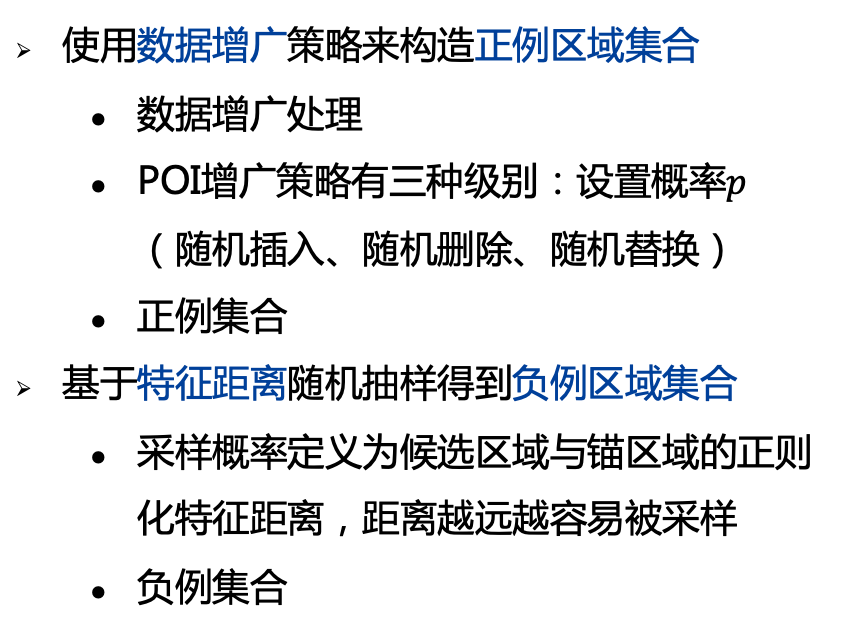 ➢ 使用数据增广策略来构造正例区域集合
● 数据增广处理
● POI增广策略有三种级别：设置概率p
（随机插入、随机删除、随机替换）
● 正例集合
➢ 基于特征距离随机抽样得到负例区域集合
● 采样概率定义为候选区域与锚区域的正则
化特征距离，距离越远越容易被采样
● 负例集合